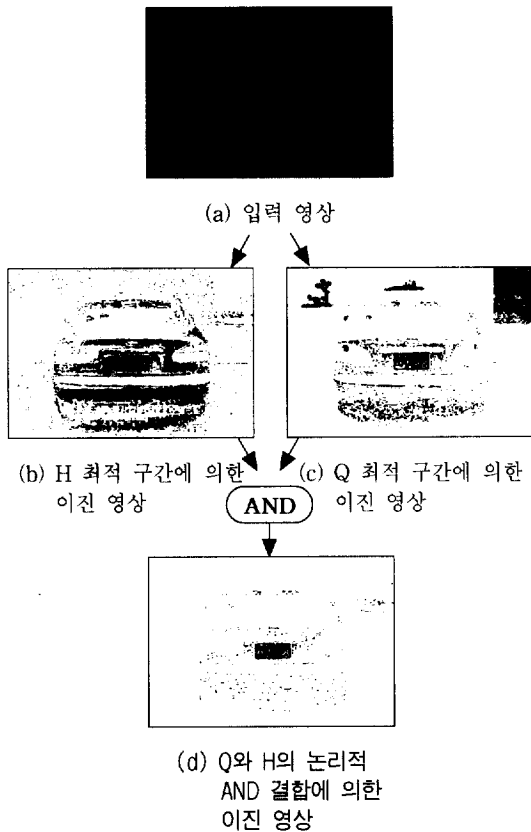 (a) 입력 영상
(b) H 최적 구간에 의한
이진 영상
(c) Q 최적 구간에 의한
이진 영상
AND
(d) Q와 H의 논리적
AND 결합에 의한
이진 영상